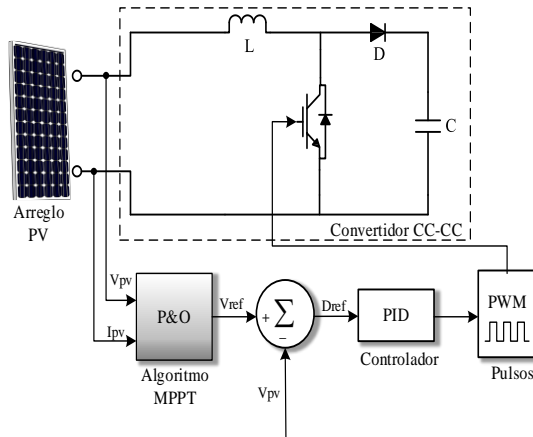 L
D
C
Arreglo
PV
Convertidor CC-CC
Vpv
Ipv
P&O
Vref
+
Σ
−
Dref
PID
PWM
Algoritmo
MPPT
Vpv
Controlador
Pulsos